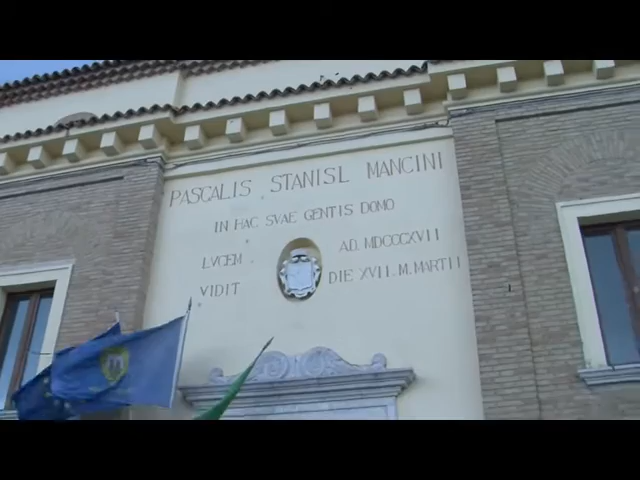 PASCALIS STANISL MANCINI
IN HAC SVAE GENTIS DOMO
LVCEM AD. MDCCCXVII
VIDIT DIE XVII. M. MARTII